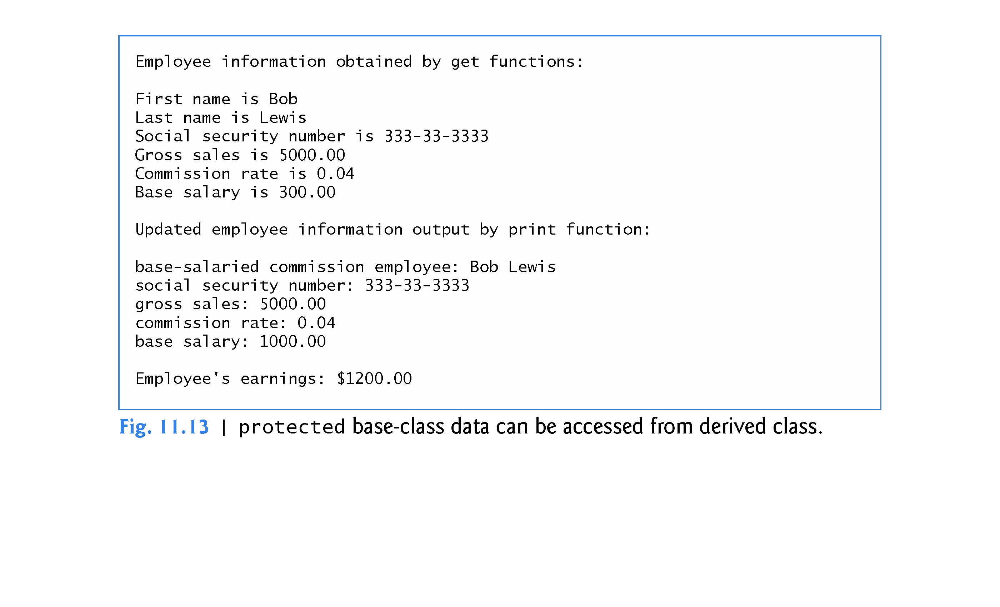 Employee information obtained by get functions:
First name is Bob
Last name is Lewis
Social security number is 333-33-3333
Gross sales is 5000.00
Commission rate is 0.04
Base salary is 300.00
Updated employee information output by print function:
base-salaried commission employee: Bob Lewis
social security number: 333-33-3333
gross sales: 5000.00
commission rate: 0.04
base salary: 1000.00
Employee's earnings: $1200.00
Fig. 11.13 | protected base-class data can be accessed from derived class.